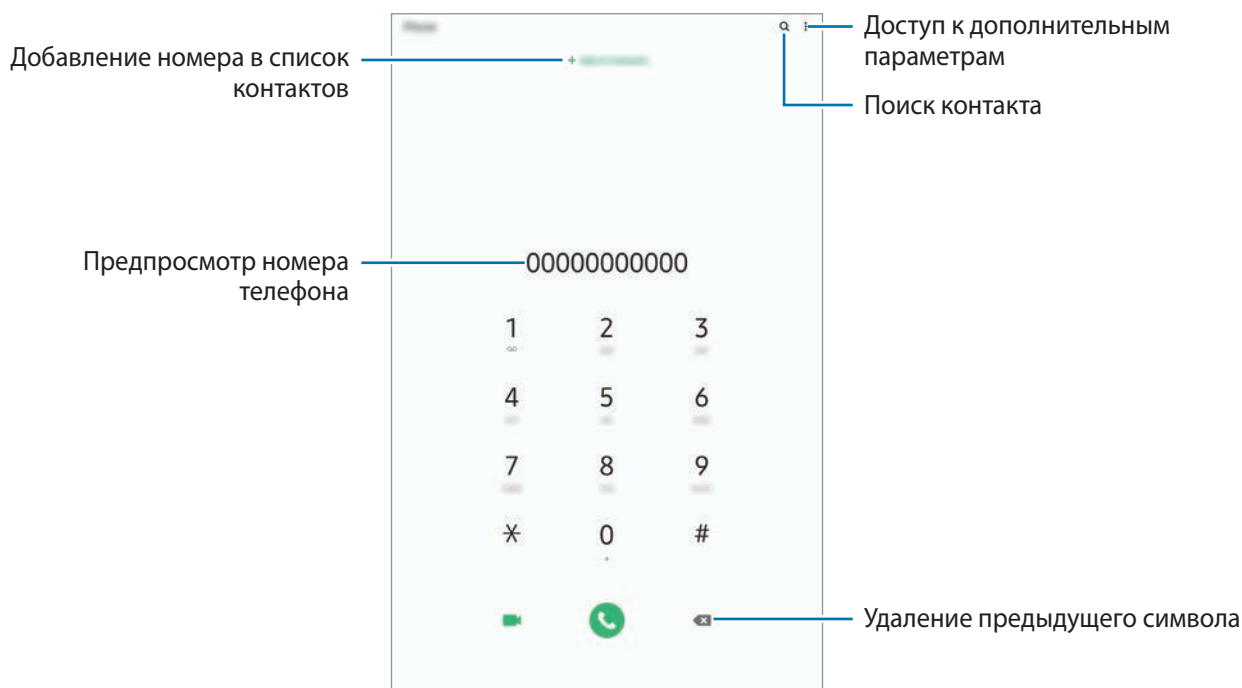 Доступ к дополнительным
параметрам
Добавление номера в список
контактов
+
Поиск контакта
Предпросмотр номера
телефона
00000000000
1 2 3
4 5 6
7 8 9
* 0 #
+
Удаление предыдущего символа